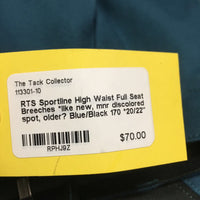 The Tack Collector
113301-10
RTS Sportline High Waist Full Seat
Breeches *like new, mnr discolored
spot, older? Blue/Black 170 *20/22*
$70.00
RPHJ9Z